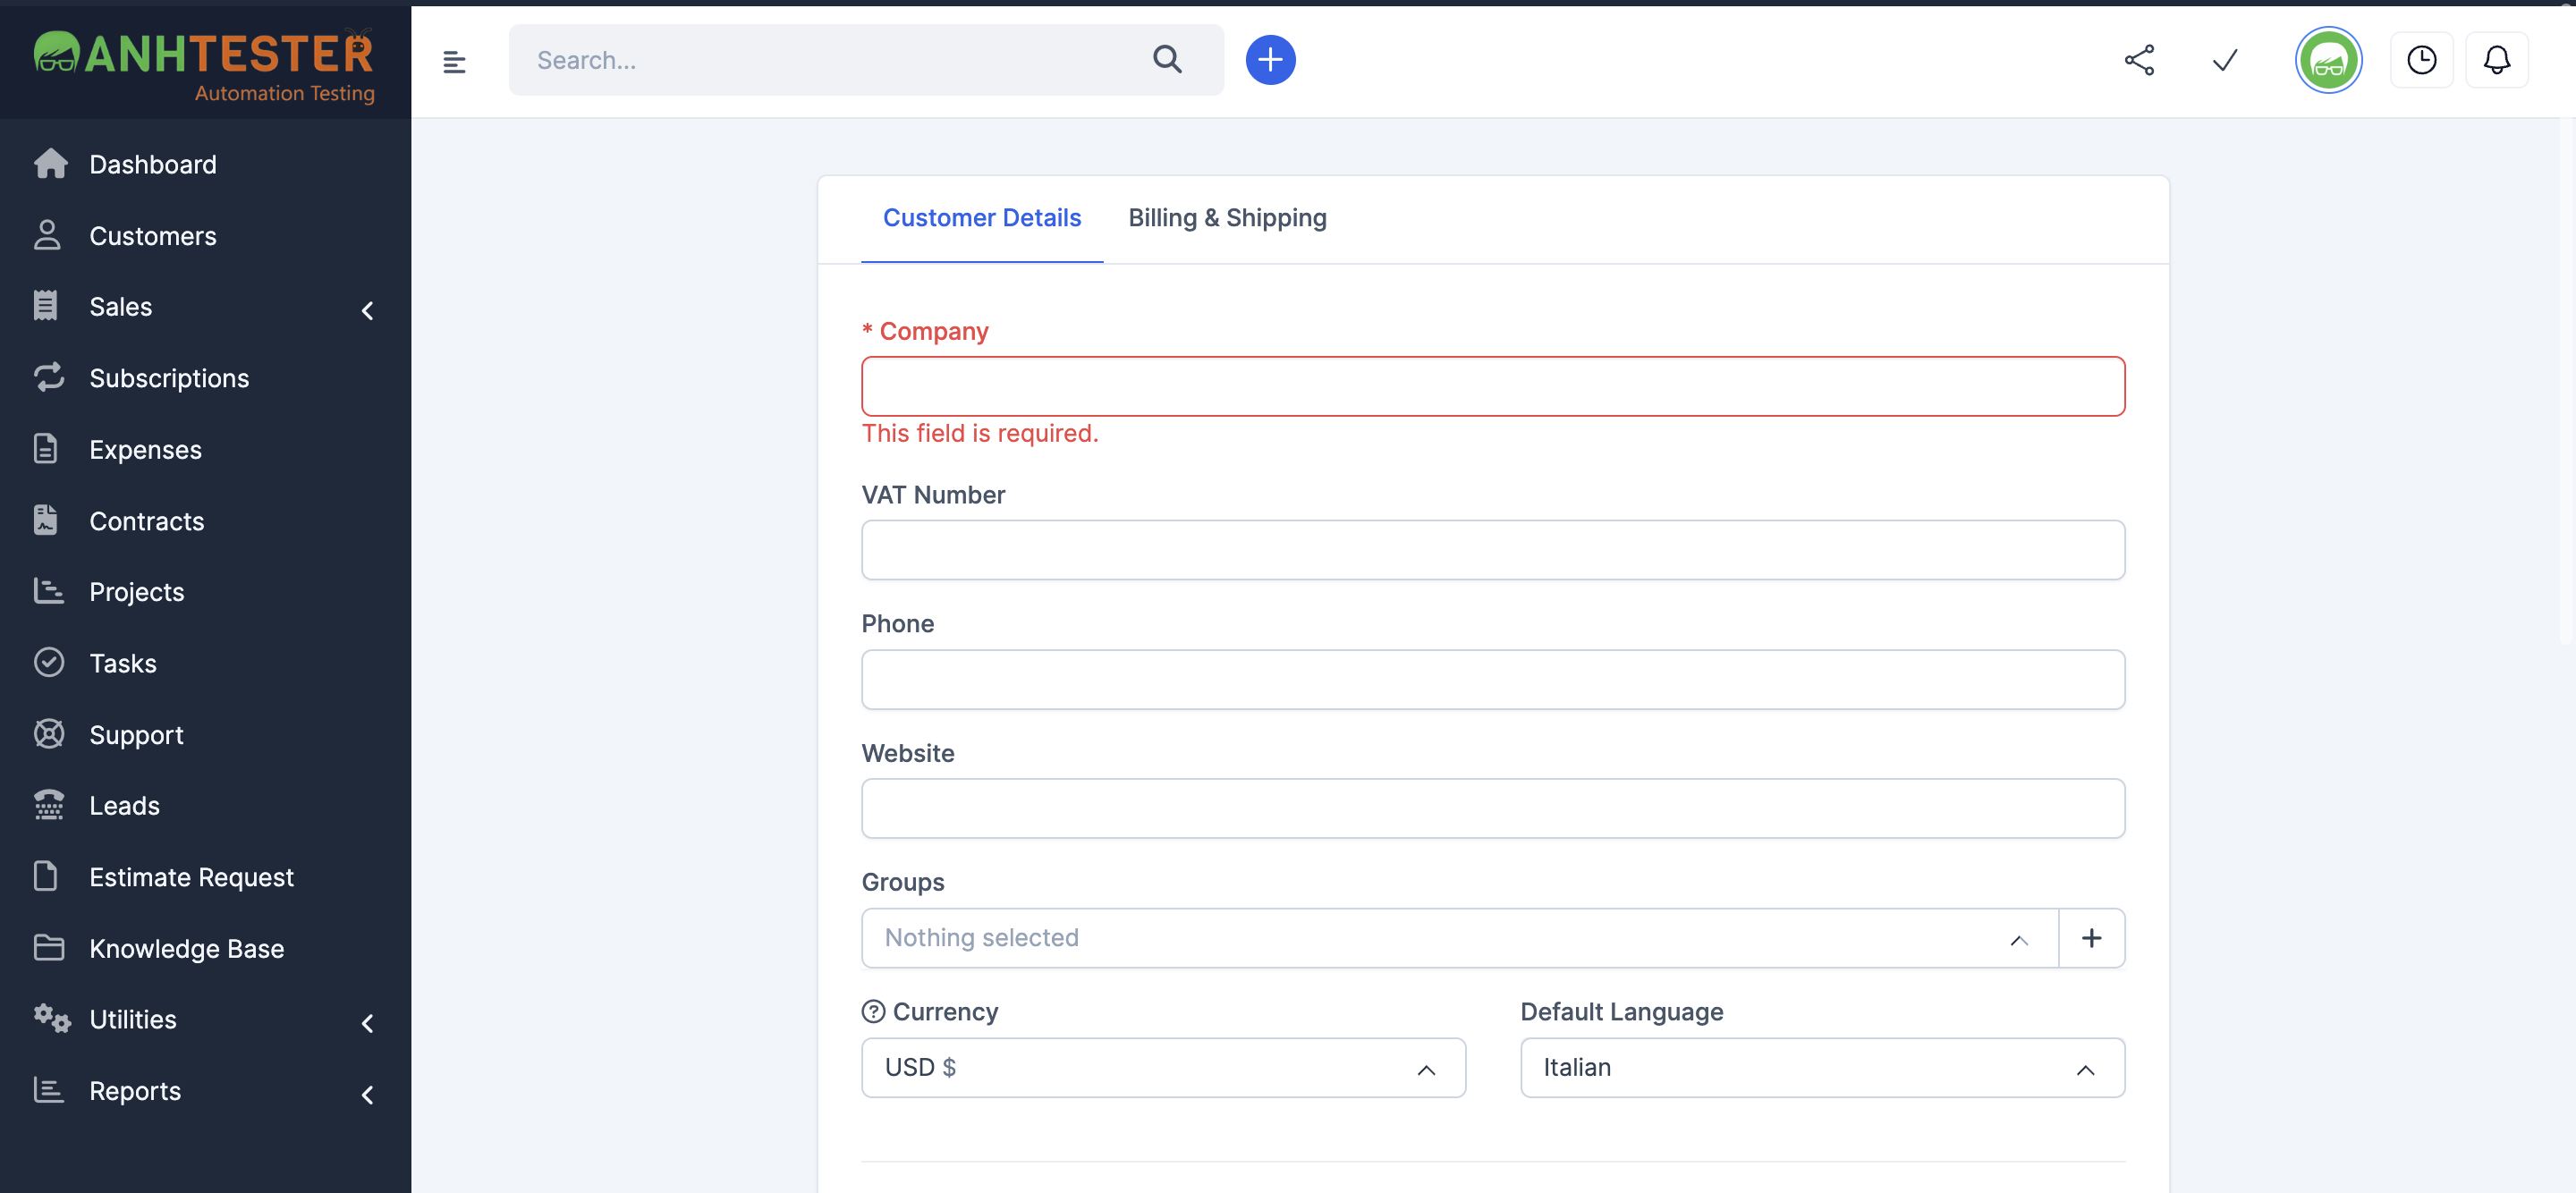 ANHTESTER
Automation Testing
Search...
Dashboard
Customers
Sales
Subscriptions
Expenses
Contracts
Projects
Tasks
Support
Leads
Estimate Request
Knowledge Base
Utilities
Reports
Customer Details
Billing & Shipping
* Company
This field is required.
VAT Number
Phone
Website
Groups
Nothing selected
Currency
Default Language
USD $
Italian